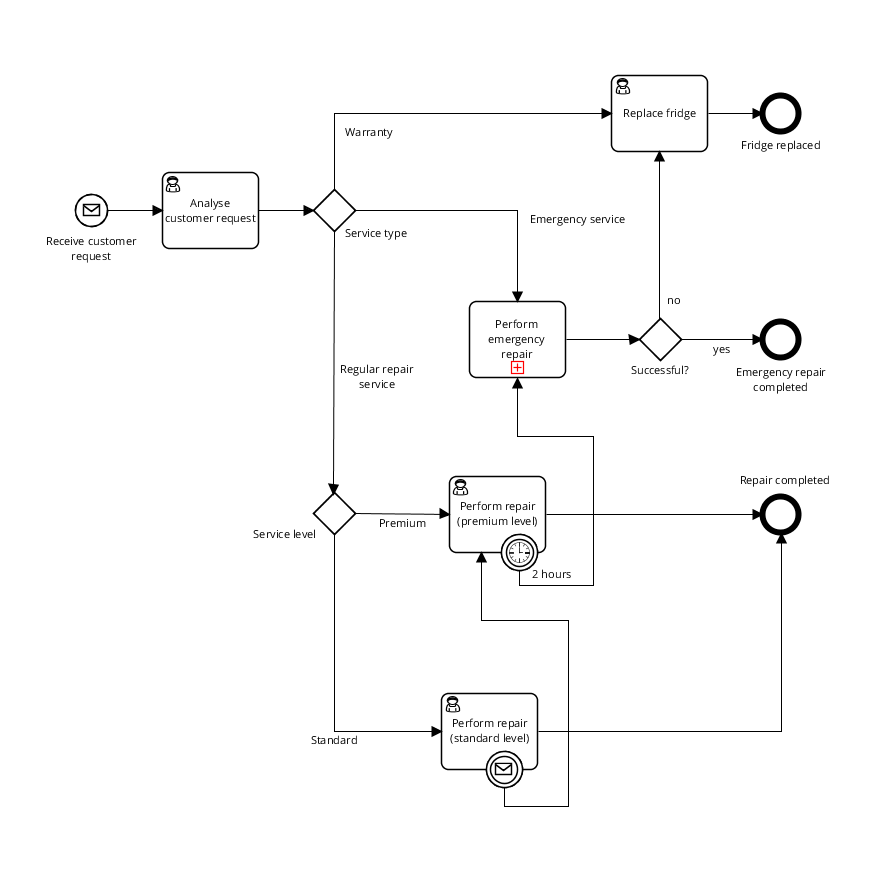 Replace fridge
Warranty
Fridge replaced
Analyse
customer request
Receive customer
request
Service type
Emergency service
Perform
emergency
repair
no
yes
Successful?
Emergency repair
completed
Regular repair
service
Repair completed
Perform repair
(premium level)
Premium
Service level
2 hours
Perform repair
(standard level)
Standard